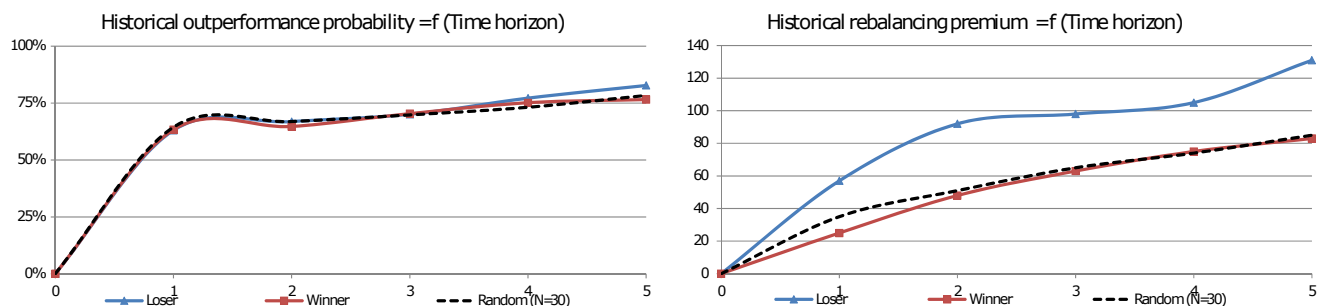 Historical outperformance probability =f (Time horizon)
100%
75%
50%
25%
0%
0 1 2 3 4 5
Loser Winner Random (N=30)
Historical rebalancing premium =f (Time horizon)
140
120
100
80
60
40
20
0
0 1 2 3 4 5
Loser Winner Random (N=30)